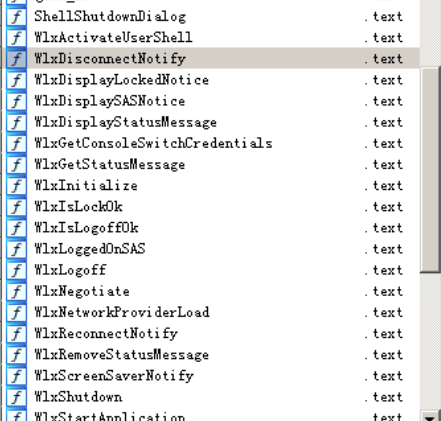 ShellShutdownDialog .text
WlxActivateUserShell .text
WlxDisconnectNotify .text
WlxDisplayLockedNotice .text
WlxDisplaySASNotice .text
WlxDisplayStatusMessage .text
WlxGetConsoleSwitchCredentials .text
WlxGetStatusMessage .text
WlxInitialize .text
WlxIsLockOk .text
WlxIsLogoffOk .text
WlxLoggedOnSAS .text
WlxLogoff .text
WlxNegotiate .text
WlxNetworkProviderLoad .text
WlxReconnectNotify .text
WlxRemoveStatusMessage .text
WlxScreenSaverNotify .text
WlxShutdown .text
WlxStartApplication .text